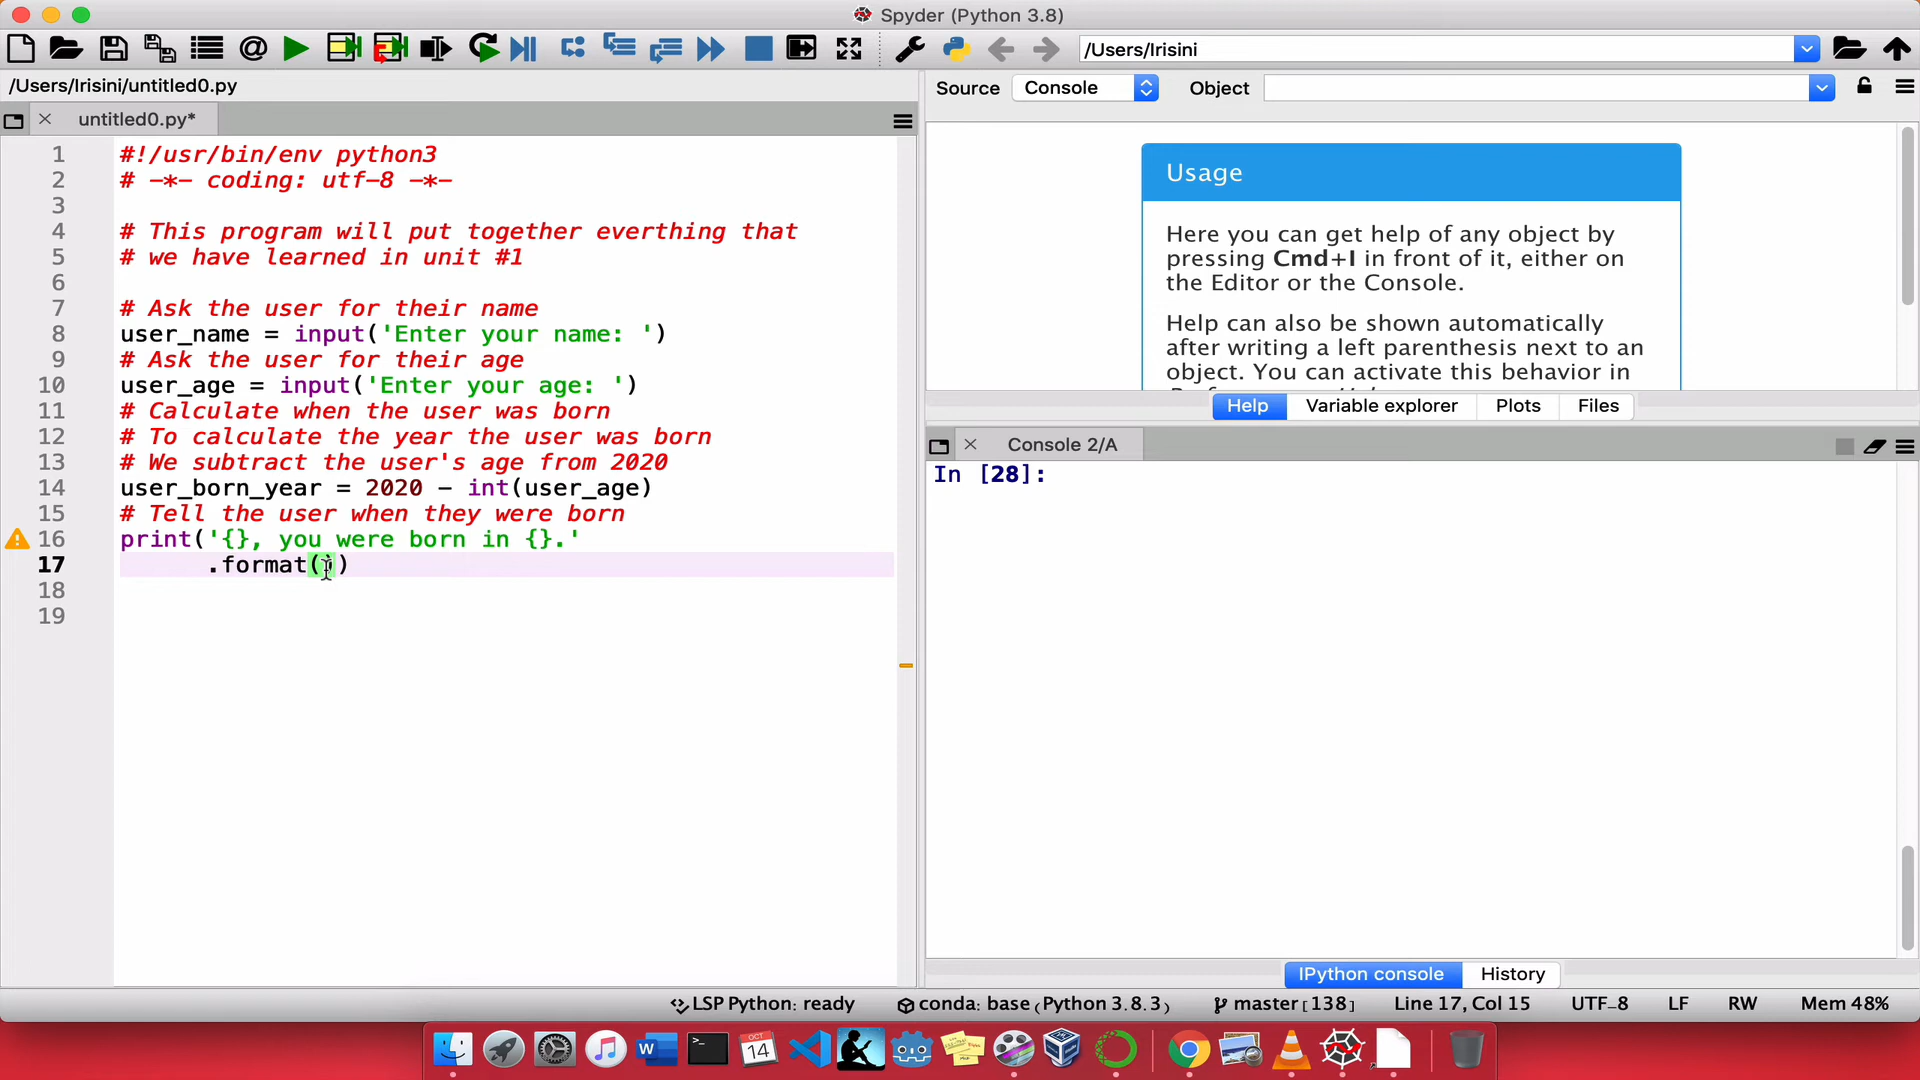 Spyder (Python 3.8)
/Users/Irisini
/Users/Irisini/untitled0.py
Source Console Object
untitled0.py*
1 #!/usr/bin/env python3
2 # -*- coding: utf-8 -*-
3
4 # This program will put together everthing that
5 # we have learned in unit #1
6
7 # Ask the user for their name
8 user_name = input('Enter your name: ')
9 # Ask the user for their age
10 user_age = input('Enter your age: ')
11 # Calculate when the user was born
12 # To calculate the year the user was born
13 # We subtract the user's age from 2020
14 user_born_year = 2020 - int(user_age)
15 # Tell the user when they were born
16 print('{}, you were born in {}.'
17 .format())
18
19
Usage
Here you can get help of any object by
pressing Cmd+I in front of it, either on
the Editor or the Console.
Help can also be shown automatically
after writing a left parenthesis next to an
object. You can activate this behavior in
Help Variable explorer Plots Files
Console 2/A
In [28]:
IPython console History
LSP Python: ready conda: base (Python 3.8.3) master [138] Line 17, Col 15 UTF-8 LF RW Mem 48%
OCT
14